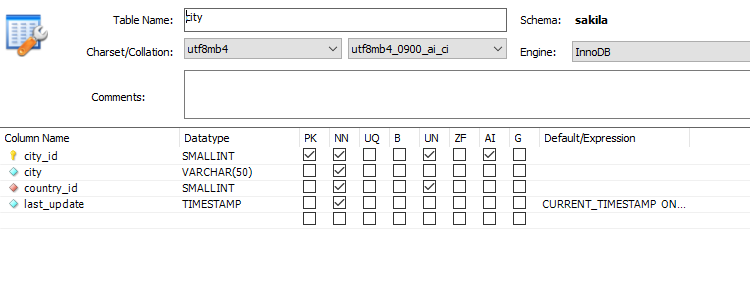 Table Name: city Schema: sakila
Charset/Collation: utf8mb4 utf8mb4_0900_ai_ci Engine: InnoDB
Comments:
Column Name Datatype PK NN UQ B UN ZF AI G Default/Expression
city_id SMALLINT
city VARCHAR(50)
country_id SMALLINT
last_update TIMESTAMP CURRENT_TIMESTAMP ON...